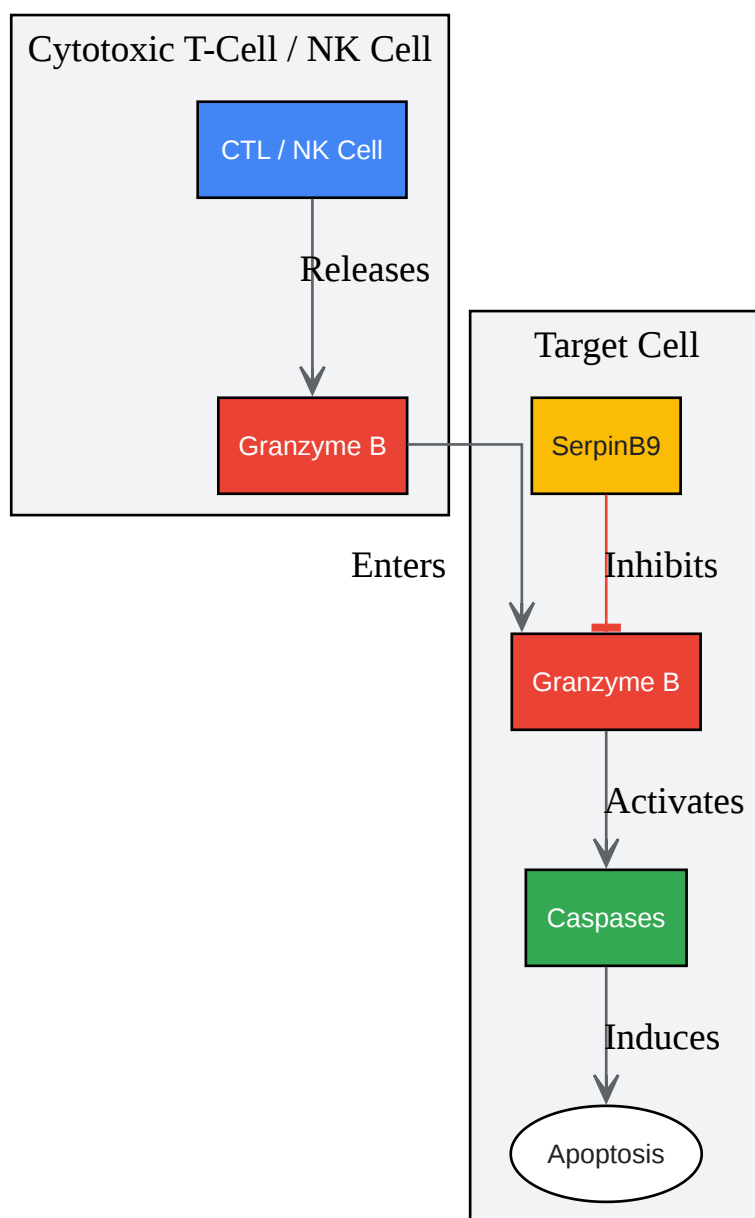 Cytotoxic T-Cell / NK Cell
CTL / NK Cell
Releases
Granzyme B
Enters
Target Cell
SerpinB9
Inhibits
Granzyme B
Activates
Caspases
Induces
Apoptosis